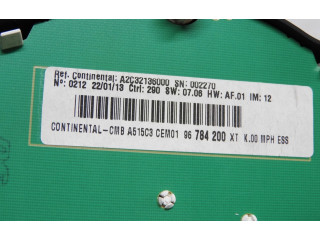 Ref. Continental: A2C32136000 SN: 002270
Nº: 0212 22/01/13 Ctrl: 290 SW: 07.06 HW: AF.01 IM: 12
CONTINENTAL-CMB A515C3 CEM01 96 784 200 XT K.00 MPH ESS